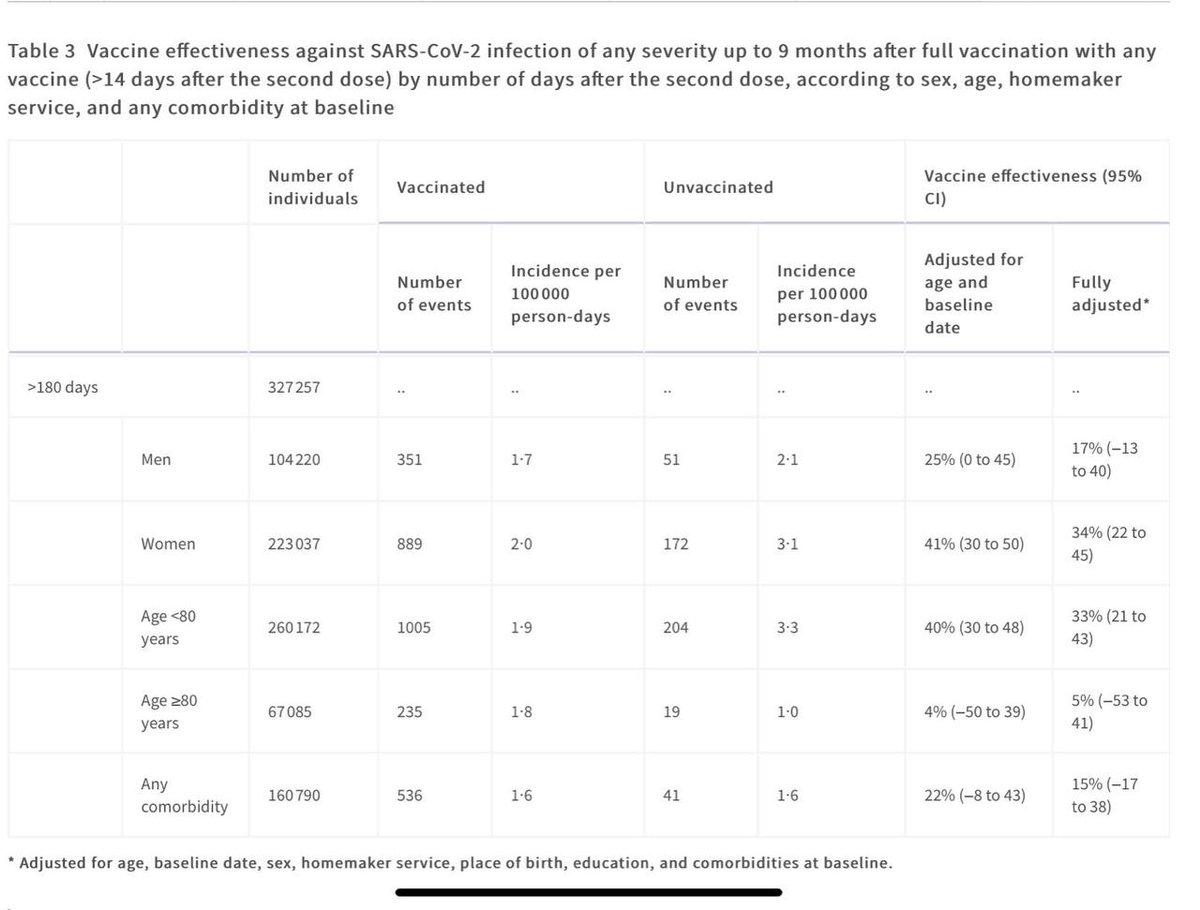 Table 3 Vaccine effectiveness against SARS-CoV-2 infection of any severity up to 9 months after full vaccination with any
vaccine (>14 days after the second dose) by number of days after the second dose, according to sex, age, homemaker
service, and any comorbidity at baseline
Number of individuals Vaccinated Unvaccinated Vaccine effectiveness (95% CI)
Number of events Incidence per 100 000 person-days Number of events Incidence per 100 000 person-days Adjusted for age and baseline date Fully adjusted*
>180 days 327 257 .. .. .. .. .. ..
Men 104 220 351 1·7 51 2·1 25% (0 to 45) 17% (−13 to 40)
Women 223 037 889 2·0 172 3·1 41% (30 to 50) 34% (22 to 45)
Age <80 years 260 172 1005 1·9 204 3·3 40% (30 to 48) 33% (21 to 43)
Age ≥80 years 67 085 235 1·8 19 1·0 4% (−50 to 39) 5% (−53 to 41)
Any comorbidity 160 790 536 1·6 41 1·6 22% (−8 to 43) 15% (−17 to 38)
* Adjusted for age, baseline date, sex, homemaker service, place of birth, education, and comorbidities at baseline.